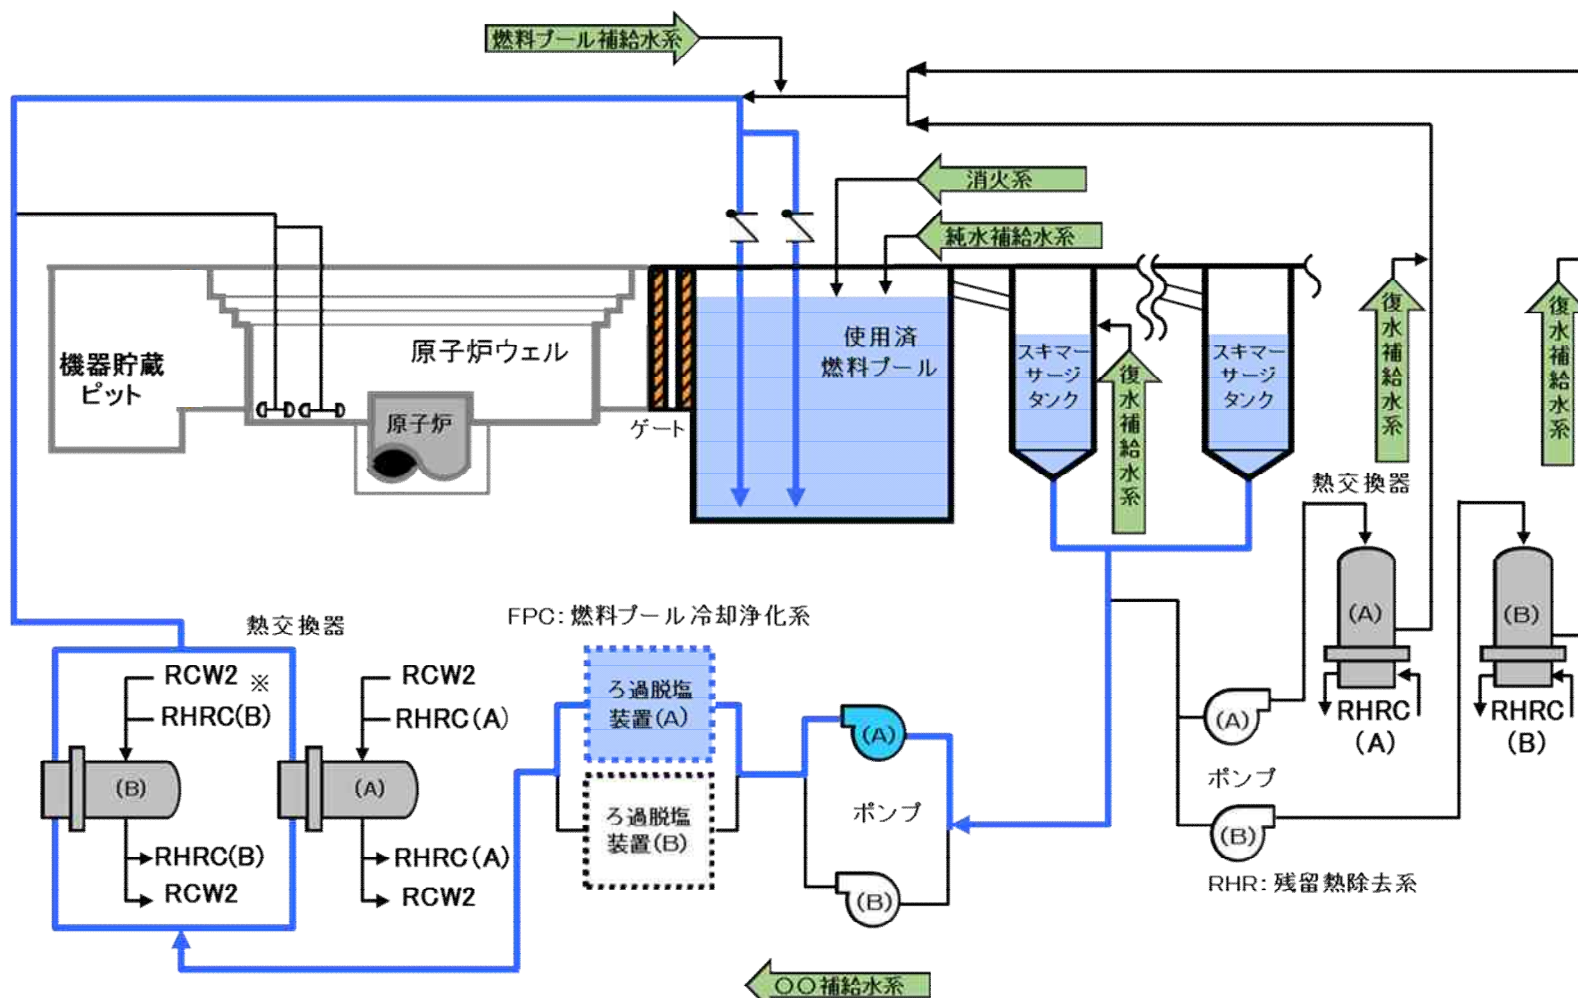 燃料プール補給水系
消火系
純水補給水系
機器貯蔵
ピット
原子炉ウェル
原子炉
ゲート
使用済
燃料プール
スキマー
サージ
タンク
復水補給水系
スキマー
サージ
タンク
復水補給水系
復水補給水系
熱交換器
(A)
(B)
RHRC
(A)
RHRC
(B)
(A)
ポンプ
(B)
RHR:残留熱除去系
FPC:燃料プール冷却浄化系
熱交換器
RCW2 ※
RHRC(B)
(B)
RHRC(B)
RCW2
RCW2
RHRC(A)
(A)
RHRC(A)
RCW2
ろ過脱塩
装置(A)
ろ過脱塩
装置(B)
(A)
ポンプ
(B)
〇〇補給水系